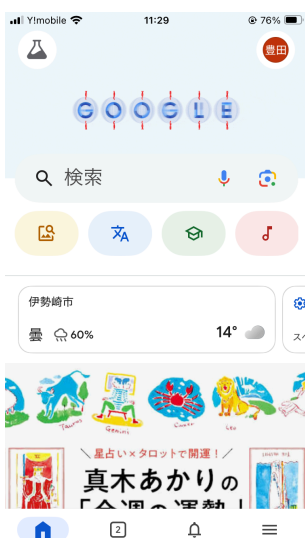 Y!mobile 11:29 76%
豊田
GOOGLE
検索
伊勢崎市
曇 60% 14°
Taurus Gemini Cancer Leo
＼星占い×タロットで開運！／
真木あかりの
「今週の運勢」
2